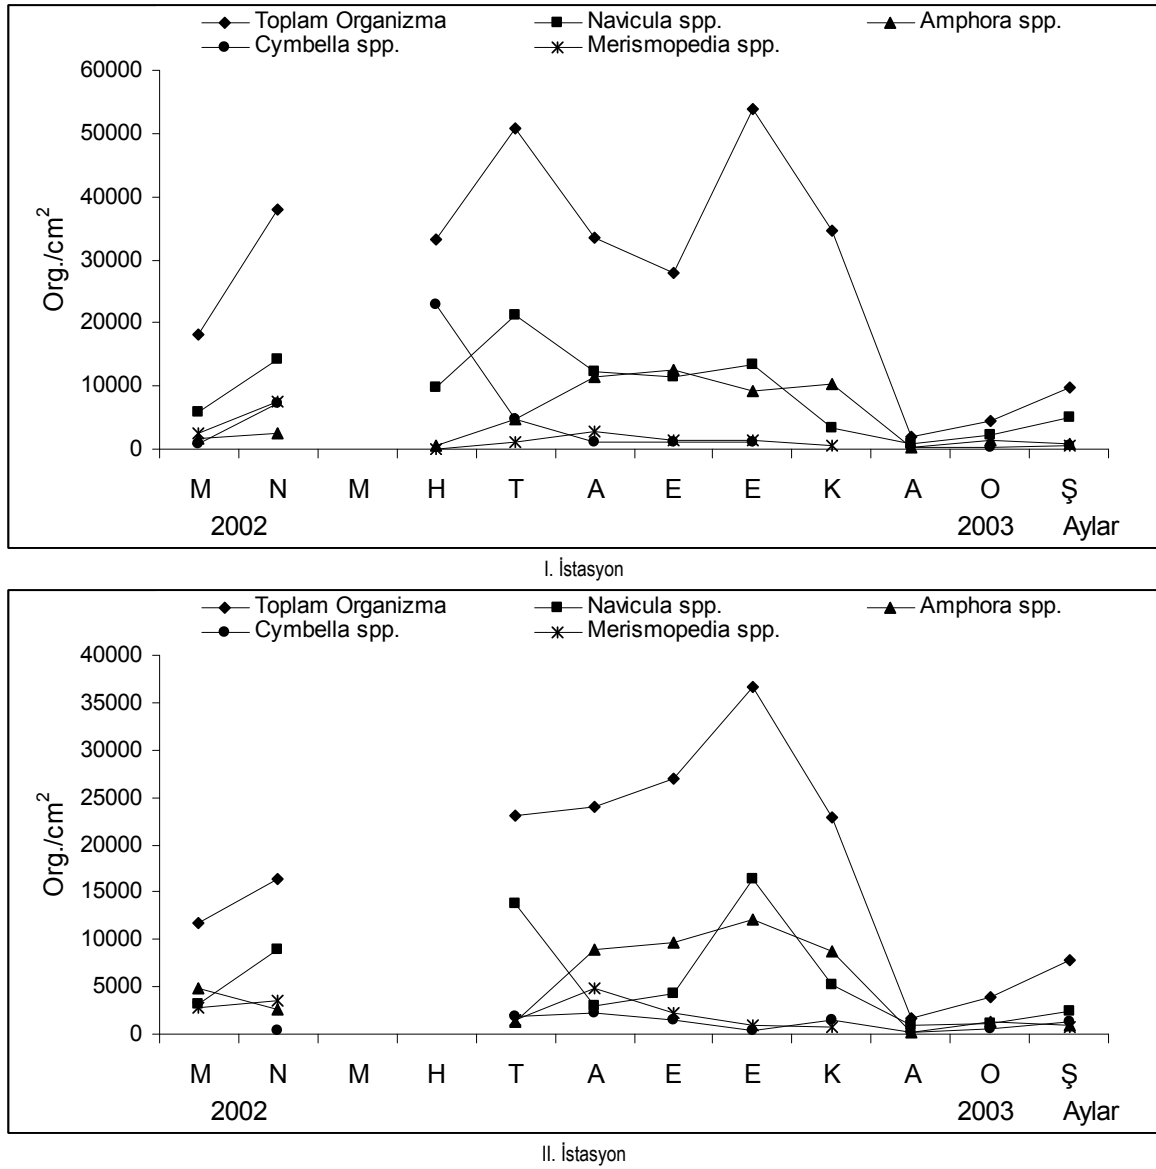 Toplam Organizma Navicula spp. Amphora spp.
Cymbella spp. Merismopedia spp.
60000
50000
40000
30000
20000
10000
0
Org./cm²
M N M H T A E E K A O Ş
2002 2003 Aylar
I. İstasyon
Toplam Organizma Navicula spp. Amphora spp.
Cymbella spp. Merismopedia spp.
40000
35000
30000
25000
20000
15000
10000
5000
0
Org./cm²
M N M H T A E E K A O Ş
2002 2003 Aylar
II. İstasyon